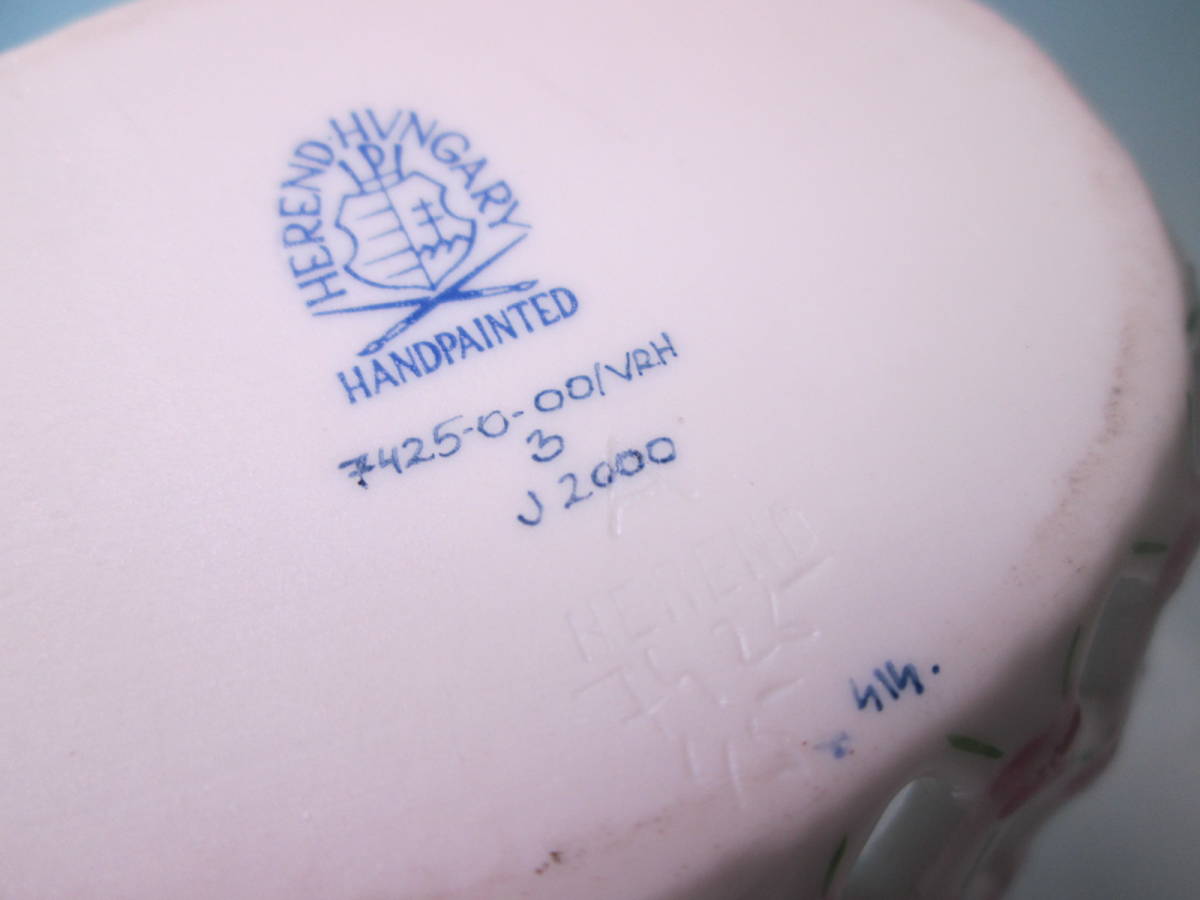 HEREND HVNGARY
HANDPAINTED
7425-0-00/VRH
3
J 2000
A
HEREND